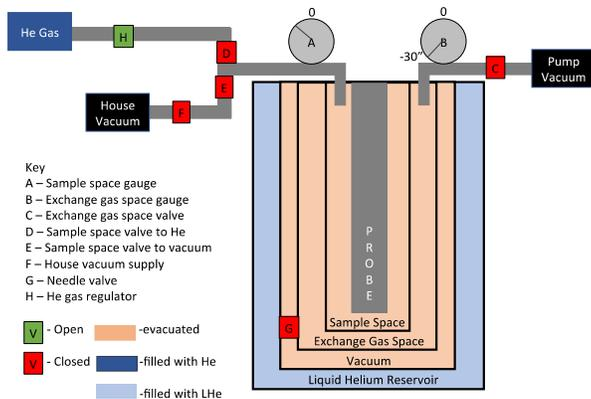 He Gas
H
D
0
A
0
B
-30”
C
Pump
Vacuum
E
House
Vacuum
F
Key
A – Sample space gauge
B – Exchange gas space gauge
C – Exchange gas space valve
D – Sample space valve to He
E – Sample space valve to vacuum
F – House vacuum supply
G – Needle valve
H – He gas regulator
V - Open
-evacuated
V - Closed
-filled with He
-filled with LHe
P
R
O
B
E
G
Sample Space
Exchange Gas Space
Vacuum
Liquid Helium Reservoir